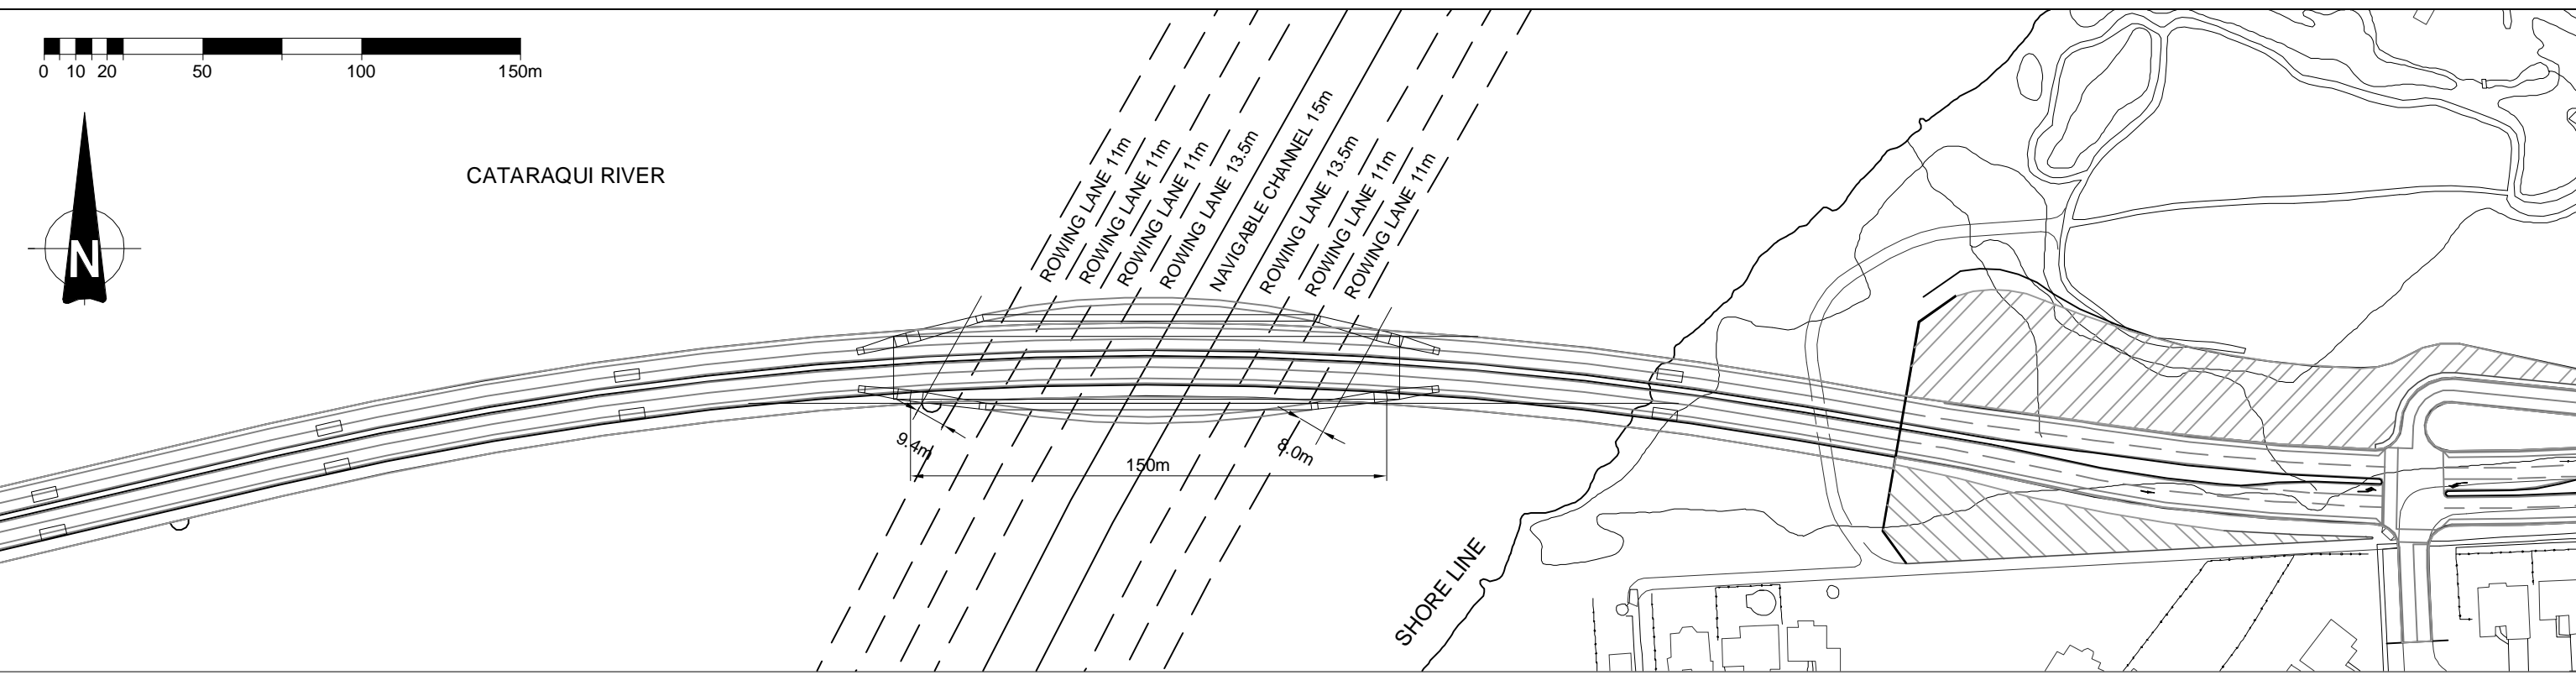 0 10 20 50 100 150m
CATARAQUI RIVER
N
ROWING LANE 11m
ROWING LANE 11m
ROWING LANE 11m
ROWING LANE 13.5m
NAVIGABLE CHANNEL 15m
ROWING LANE 13.5m
ROWING LANE 11m
ROWING LANE 11m
9.4m
150m
8.0m
SHORE LINE